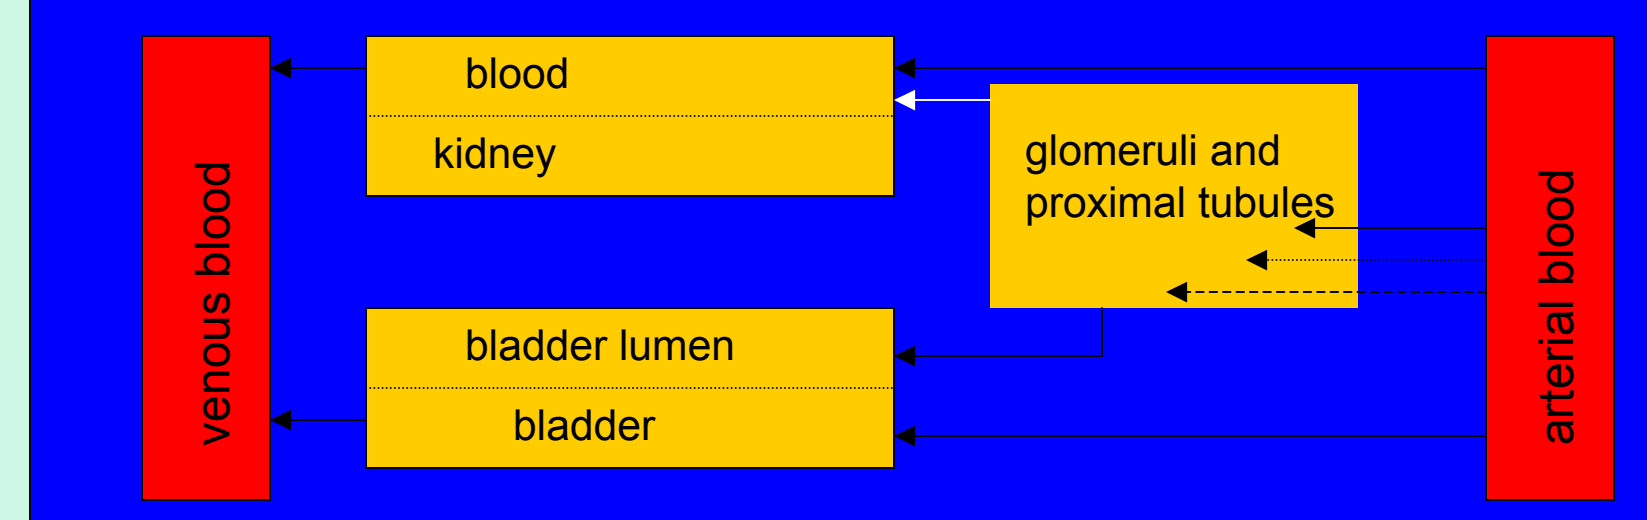 venous blood
blood
kidney
glomeruli and
proximal tubules
bladder lumen
bladder
arterial blood